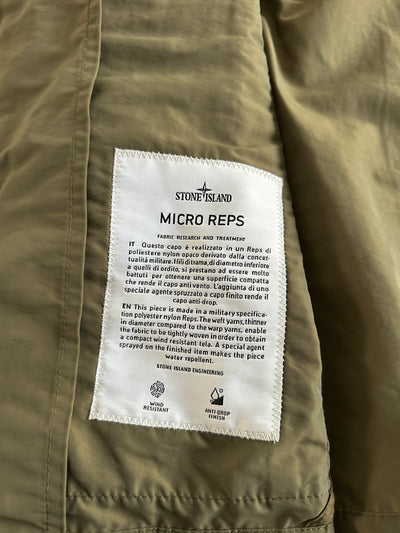 STONE ISLAND
MICRO REPS
FABRIC RESEARCH AND TREATMENT
IT Questo capo è realizzato in un Reps di
poliestere nylon opaco derivato dalla concet-
tualità militare. I fili di trama, di diametro inferiore
a quelli di ordito, si prestano ad essere molto
battuti per ottenere una superficie compatta
che rende il capo anti vento. L'aggiunta di uno
speciale agente spruzzato a capo finito rende il
capo anti-drop.
EN This piece is made in a military specifica-
tion polyester nylon Reps. The weft yarns, thinner
in diameter compared to the warp yarns, enable
the fabric to be tightly woven in order to obtain
a compact wind resistant tela. A special agent
sprayed on the finished item makes the piece
water repellent.
STONE ISLAND ENGINEERING
WIND
RESISTANT
ANTI-DROP
FINISH